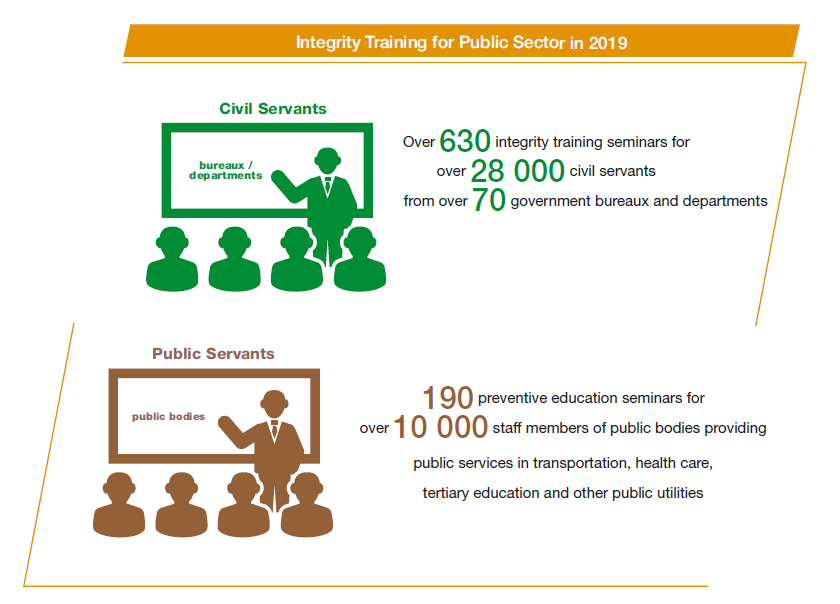 Integrity Training for Public Sector in 2019
Civil Servants
bureaux /
departments
Over 630 integrity training seminars for
over 28 000 civil servants
from over 70 government bureaux and departments
Public Servants
public bodies
190 preventive education seminars for
over 10 000 staff members of public bodies providing
public services in transportation, health care,
tertiary education and other public utilities